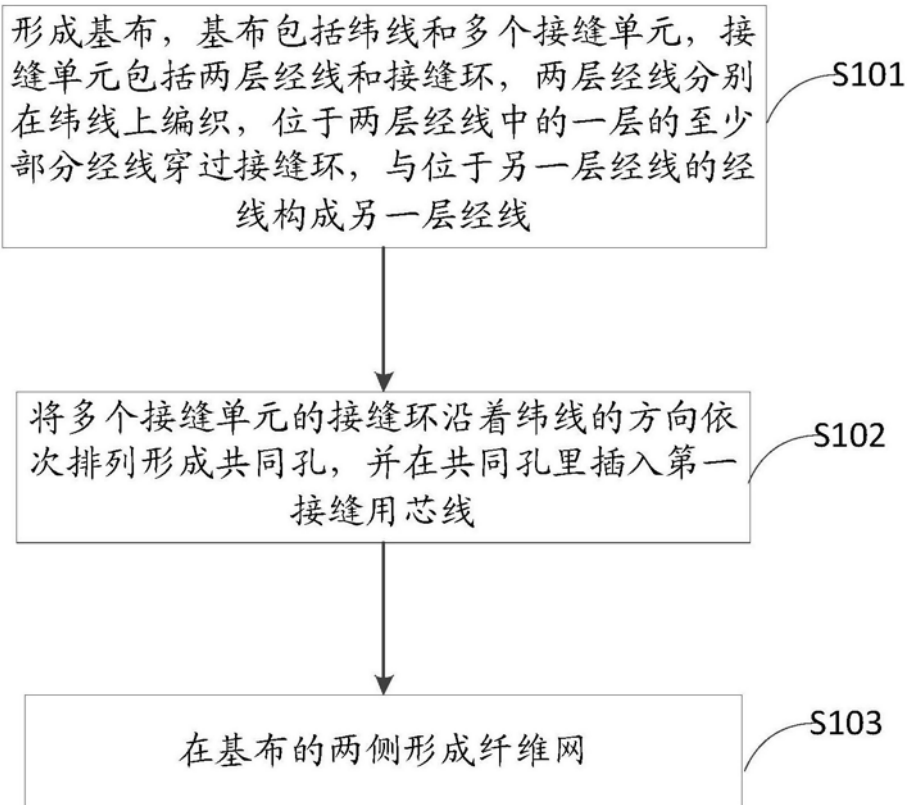 形成基布，基布包括纬线和多个接缝单元，接
缝单元包括两层经线和接缝环，两层经线分别
在纬线上编织，位于两层经线中的一层的至少
部分经线穿过接缝环，与位于另一层经线的经
线构成另一层经线
S101
将多个接缝单元的接缝环沿着纬线的方向依
次排列形成共同孔，并在共同孔里插入第一
接缝用芯线
S102
在基布的两侧形成纤维网
S103